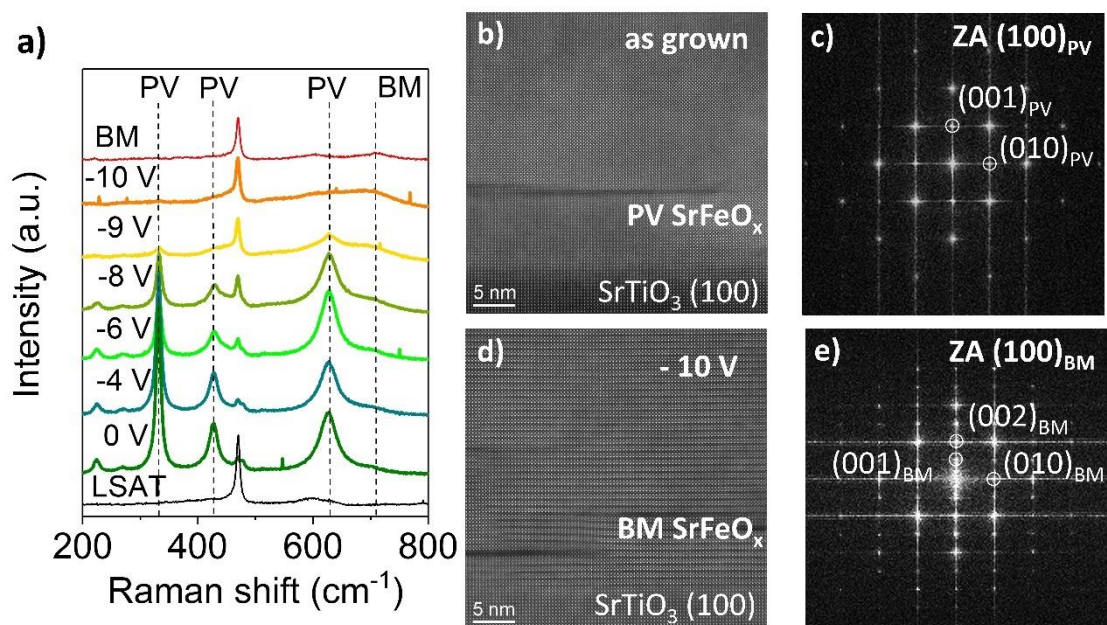 a)
PV PV PV BM
BM
-10 V
-9 V
-8 V
-6 V
-4 V
0 V
LSAT
Intensity (a.u.)
200 400 600 800
Raman shift (cm⁻¹)
b)
as grown
PV SrFeOₓ
5 nm
SrTiO₃ (100)
c)
ZA (100)PV
(001)PV
(010)PV
d)
- 10 V
BM SrFeOₓ
5 nm
SrTiO₃ (100)
e)
ZA (100)BM
(002)BM
(001)BM
(010)BM